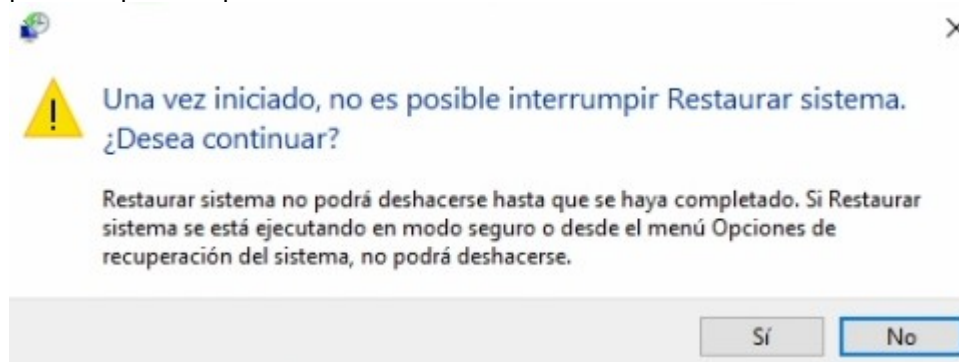 Una vez iniciado, no es posible interrumpir Restaurar sistema.
¿Desea continuar?
Restaurar sistema no podrá deshacerse hasta que se haya completado. Si Restaurar
sistema se está ejecutando en modo seguro o desde el menú Opciones de
recuperación del sistema, no podrá deshacerse.
Sí
No